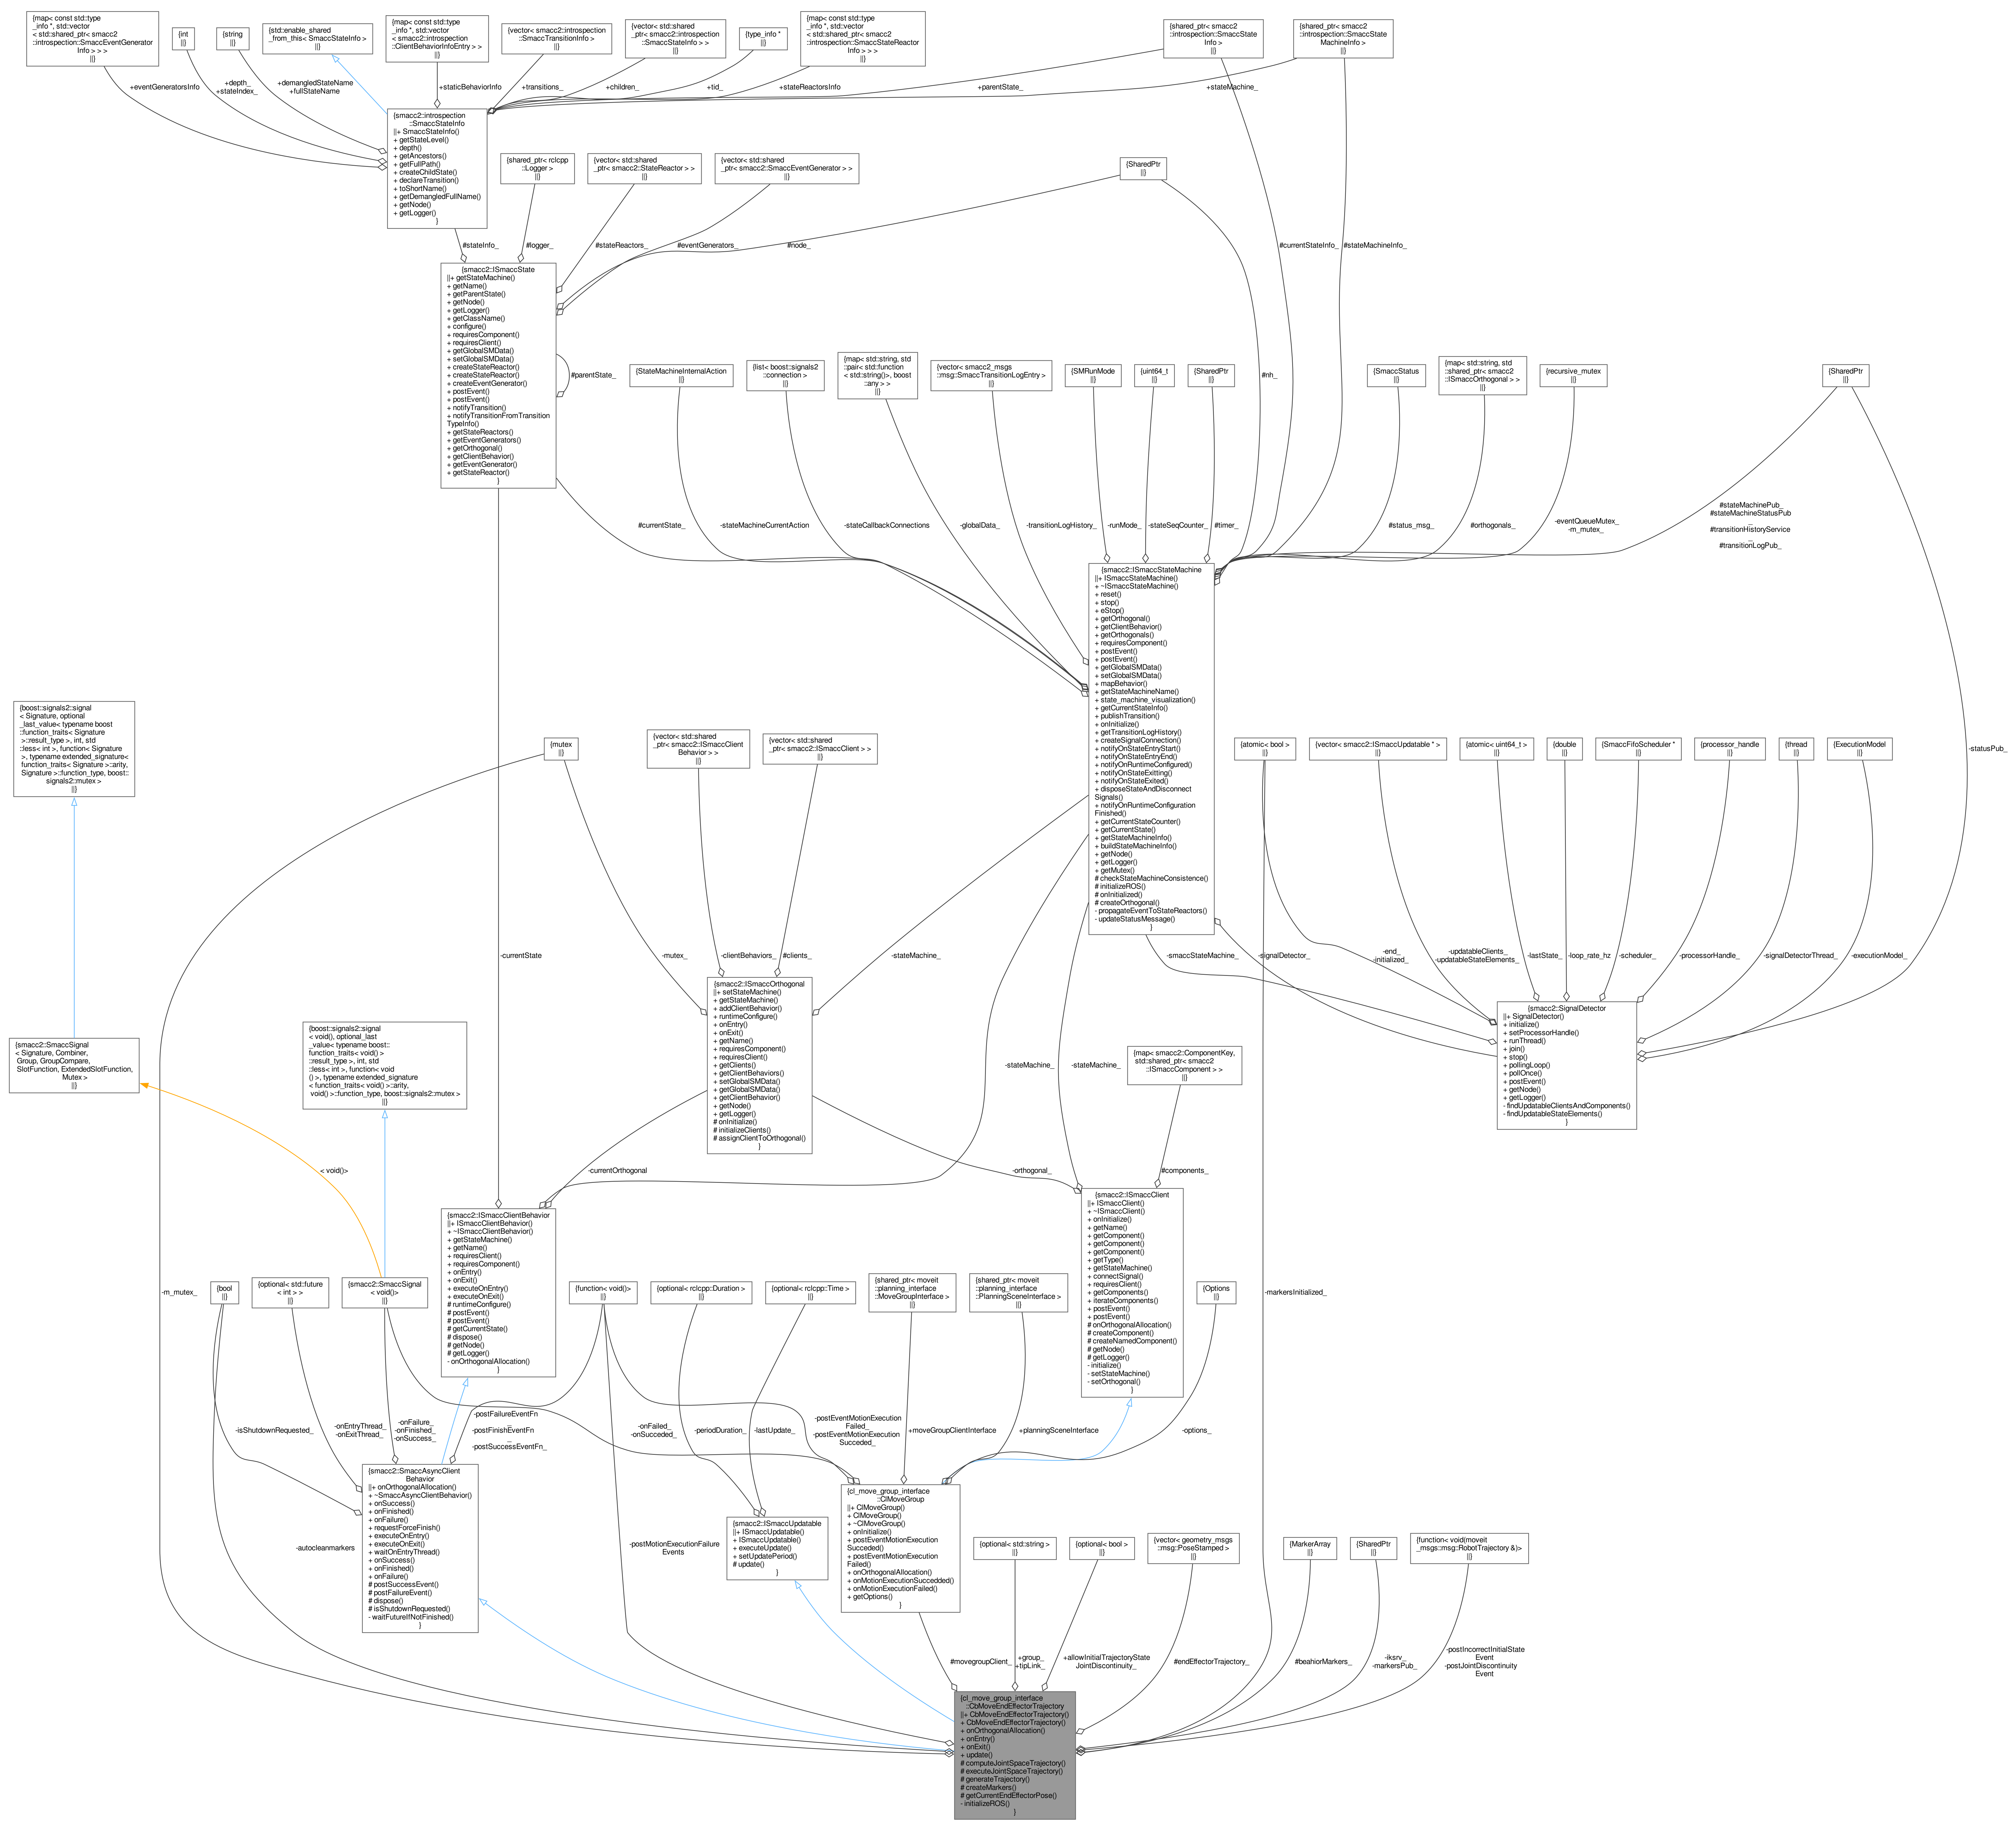 {map< const std::type
_info *, std::vector
< std::shared_ptr< smacc2
::introspection::SmaccEventGenerator
Info > > >
||}
{int
||}
{string
||}
{std::enable_shared
_from_this< SmaccStateInfo >
||}
{map< const std::type
_info *, std::vector
< smacc2::introspection
::ClientBehaviorInfoEntry > >
||}
{vector< smacc2::introspection
::SmaccTransitionInfo >
||}
{vector< std::shared
_ptr< smacc2::introspection
::SmaccStateInfo > >
||}
{type_info *
||}
{map< const std::type
_info *, std::vector
< std::shared_ptr< smacc2
::introspection::SmaccStateReactor
Info > > >
||}
{shared_ptr< smacc2
::introspection::SmaccState
Info >
||}
{shared_ptr< smacc2
::introspection::SmaccState
MachineInfo >
||}
+eventGeneratorsInfo
+depth_
+stateIndex_
+demangledStateName
+fullStateName
+staticBehaviorInfo
+transitions_
+children_
+tid_
+stateReactorsInfo
+parentState_
+stateMachine_
{smacc2::introspection
::SmaccStateInfo
||+ SmaccStateInfo()
+ getStateLevel()
+ depth()
+ getAncestors()
+ getFullPath()
+ createChildState()
+ declareTransition()
+ toShortName()
+ getDemangledFullName()
+ getNode()
+ getLogger()
}
{shared_ptr< rclcpp
::Logger >
||}
{vector< std::shared
_ptr< smacc2::StateReactor > >
||}
{vector< std::shared
_ptr< smacc2::SmaccEventGenerator > >
||}
{SharedPtr
||}
#stateInfo_
#logger_
#stateReactors_
#eventGenerators_
#node_
#currentStateInfo_
#stateMachineInfo_
{smacc2::ISmaccState
||+ getStateMachine()
+ getName()
+ getParentState()
+ getNode()
+ getLogger()
+ getClassName()
+ configure()
+ requiresComponent()
+ requiresClient()
+ getGlobalSMData()
+ setGlobalSMData()
+ createStateReactor()
+ createStateReactor()
+ createEventGenerator()
+ postEvent()
+ postEvent()
+ notifyTransition()
+ notifyTransitionFromTransition
TypeInfo()
+ getStateReactors()
+ getEventGenerators()
+ getOrthogonal()
+ getClientBehavior()
+ getEventGenerator()
+ getStateReactor()
}
#parentState_
{StateMachineInternalAction
||}
{list< boost::signals2
::connection >
||}
{map< std::string, std
::pair< std::function
< std::string()>, boost
::any > >
||}
{vector< smacc2_msgs
::msg::SmaccTransitionLogEntry >
||}
{SMRunMode
||}
{uint64_t
||}
{SharedPtr
||}
#nh_
{SmaccStatus
||}
{map< std::string, std
::shared_ptr< smacc2
::ISmaccOrthogonal > >
||}
{recursive_mutex
||}
{SharedPtr
||}
#currentState_
-stateMachineCurrentAction
-stateCallbackConnections
-globalData_
-transitionLogHistory_
-runMode_
-stateSeqCounter_
#timer_
#status_msg_
#orthogonals_
-eventQueueMutex_
-m_mutex_
#stateMachinePub_
#stateMachineStatusPub
_
#transitionHistoryService
_
#transitionLogPub_
{smacc2::ISmaccStateMachine
||+ ISmaccStateMachine()
+ ~ISmaccStateMachine()
+ reset()
+ stop()
+ eStop()
+ getOrthogonal()
+ getClientBehavior()
+ getOrthogonals()
+ requiresComponent()
+ postEvent()
+ postEvent()
+ getGlobalSMData()
+ setGlobalSMData()
+ mapBehavior()
+ getStateMachineName()
+ state_machine_visualization()
+ getCurrentStateInfo()
+ publishTransition()
+ onInitialize()
+ getTransitionLogHistory()
+ createSignalConnection()
+ notifyOnStateEntryStart()
+ notifyOnStateEntryEnd()
+ notifyOnRuntimeConfigured()
+ notifyOnStateExitting()
+ notifyOnStateExited()
+ disposeStateAndDisconnect
Signals()
+ notifyOnRuntimeConfiguration
Finished()
+ getCurrentStateCounter()
+ getCurrentState()
+ getStateMachineInfo()
+ buildStateMachineInfo()
+ getNode()
+ getLogger()
+ getMutex()
# checkStateMachineConsistence()
# initializeROS()
# onInitialized()
# createOrthogonal()
- propagateEventToStateReactors()
- updateStatusMessage()
}
{boost::signals2::signal
< Signature, optional
_last_value< typename boost
::function_traits< Signature
>::result_type >, int, std
::less< int >, function< Signature
>, typename extended_signature<
function_traits< Signature >::arity,
Signature >::function_type, boost::
signals2::mutex >
||}
{mutex
||}
{vector< std::shared
_ptr< smacc2::ISmaccClient
Behavior > >
||}
{vector< std::shared
_ptr< smacc2::ISmaccClient > >
||}
{atomic< bool >
||}
{vector< smacc2::ISmaccUpdatable * >
||}
{atomic< uint64_t >
||}
{double
||}
{SmaccFifoScheduler *
||}
{processor_handle
||}
{thread
||}
{ExecutionModel
||}
-statusPub_
-currentState
-mutex_
-clientBehaviors_
#clients_
-stateMachine_
-smaccStateMachine_
-signalDetector_
-end_
-initialized_
-updatableClients_
-updatableStateElements_
-lastState_
-loop_rate_hz
-scheduler_
-processorHandle_
-signalDetectorThread_
-executionModel_
{smacc2::ISmaccOrthogonal
||+ setStateMachine()
+ getStateMachine()
+ addClientBehavior()
+ runtimeConfigure()
+ onEntry()
+ onExit()
+ getName()
+ requiresComponent()
+ requiresClient()
+ getClients()
+ getClientBehaviors()
+ setGlobalSMData()
+ getGlobalSMData()
+ getClientBehavior()
+ getNode()
+ getLogger()
# onInitialize()
# initializeClients()
# assignClientToOrthogonal()
}
{smacc2::SignalDetector
||+ SignalDetector()
+ initialize()
+ setProcessorHandle()
+ runThread()
+ join()
+ stop()
+ pollingLoop()
+ pollOnce()
+ postEvent()
+ getNode()
+ getLogger()
- findUpdatableClientsAndComponents()
- findUpdatableStateElements()
}
{smacc2::SmaccSignal
< Signature, Combiner,
Group, GroupCompare,
SlotFunction, ExtendedSlotFunction,
Mutex >
||}
{boost::signals2::signal
< void(), optional_last
_value< typename boost::
function_traits< void()
>::result_type >, int, std
::less< int >, function< void
() >, typename extended_signature
< function_traits< void() >::arity,
void() >::function_type, boost::signals2::mutex >
||}
-stateMachine_
-stateMachine_
{map< smacc2::ComponentKey,
std::shared_ptr< smacc2
::ISmaccComponent > >
||}
< void()>
-currentOrthogonal
-orthogonal_
#components_
{smacc2::ISmaccClientBehavior
||+ ISmaccClientBehavior()
+ ~ISmaccClientBehavior()
+ getStateMachine()
+ getName()
+ requiresClient()
+ requiresComponent()
+ onEntry()
+ onExit()
+ executeOnEntry()
+ executeOnExit()
# runtimeConfigure()
# postEvent()
# postEvent()
# getCurrentState()
# dispose()
# getNode()
# getLogger()
- onOrthogonalAllocation()
}
{smacc2::ISmaccClient
||+ ISmaccClient()
+ ~ISmaccClient()
+ onInitialize()
+ getName()
+ getComponent()
+ getComponent()
+ getComponent()
+ getType()
+ getStateMachine()
+ connectSignal()
+ requiresClient()
+ getComponents()
+ iterateComponents()
+ postEvent()
+ postEvent()
# onOrthogonalAllocation()
# createComponent()
# createNamedComponent()
# getNode()
# getLogger()
- initialize()
- setStateMachine()
- setOrthogonal()
}
-m_mutex_
{bool
||}
{optional< std::future
< int > >
||}
{smacc2::SmaccSignal
< void()>
||}
{function< void()>
||}
{optional< rclcpp::Duration >
||}
{optional< rclcpp::Time >
||}
{shared_ptr< moveit
::planning_interface
::MoveGroupInterface >
||}
{shared_ptr< moveit
::planning_interface
::PlanningSceneInterface >
||}
{Options
||}
-markersInitialized_
-isShutdownRequested_
-onEntryThread_
-onExitThread_
-onFailure_
-onFinished_
-onSuccess_
-postFailureEventFn
_
-postFinishEventFn
_
-postSuccessEventFn_
-onFailed_
-onSucceded_
-periodDuration_
-lastUpdate_
-postEventMotionExecution
Failed_
-postEventMotionExecution
Succeded_
+moveGroupClientInterface
+planningSceneInterface
-options_
{smacc2::SmaccAsyncClient
Behavior
||+ onOrthogonalAllocation()
+ ~SmaccAsyncClientBehavior()
+ onSuccess()
+ onFinished()
+ onFailure()
+ requestForceFinish()
+ executeOnEntry()
+ executeOnExit()
+ waitOnEntryThread()
+ onSuccess()
+ onFinished()
+ onFailure()
# postSuccessEvent()
# postFailureEvent()
# dispose()
# isShutdownRequested()
- waitFutureIfNotFinished()
}
{smacc2::ISmaccUpdatable
||+ ISmaccUpdatable()
+ ISmaccUpdatable()
+ executeUpdate()
+ setUpdatePeriod()
# update()
}
{cl_move_group_interface
::ClMoveGroup
||+ ClMoveGroup()
+ ClMoveGroup()
+ ~ClMoveGroup()
+ onInitialize()
+ postEventMotionExecution
Succeded()
+ postEventMotionExecution
Failed()
+ onOrthogonalAllocation()
+ onMotionExecutionSuccedded()
+ onMotionExecutionFailed()
+ getOptions()
}
{optional< std::string >
||}
{optional< bool >
||}
{vector< geometry_msgs
::msg::PoseStamped >
||}
{MarkerArray
||}
{SharedPtr
||}
{function< void(moveit
_msgs::msg::RobotTrajectory &)>
||}
-autocleanmarkers
-postMotionExecutionFailure
Events
#movegroupClient_
+group_
+tipLink_
+allowInitialTrajectoryState
JointDiscontinuity_
#endEffectorTrajectory_
#beahiorMarkers_
-iksrv_
-markersPub_
-postIncorrectInitialState
Event
-postJointDiscontinuity
Event
{cl_move_group_interface
::CbMoveEndEffectorTrajectory
||+ CbMoveEndEffectorTrajectory()
+ CbMoveEndEffectorTrajectory()
+ onOrthogonalAllocation()
+ onEntry()
+ onExit()
+ update()
# computeJointSpaceTrajectory()
# executeJointSpaceTrajectory()
# generateTrajectory()
# createMarkers()
# getCurrentEndEffectorPose()
- initializeROS()
}